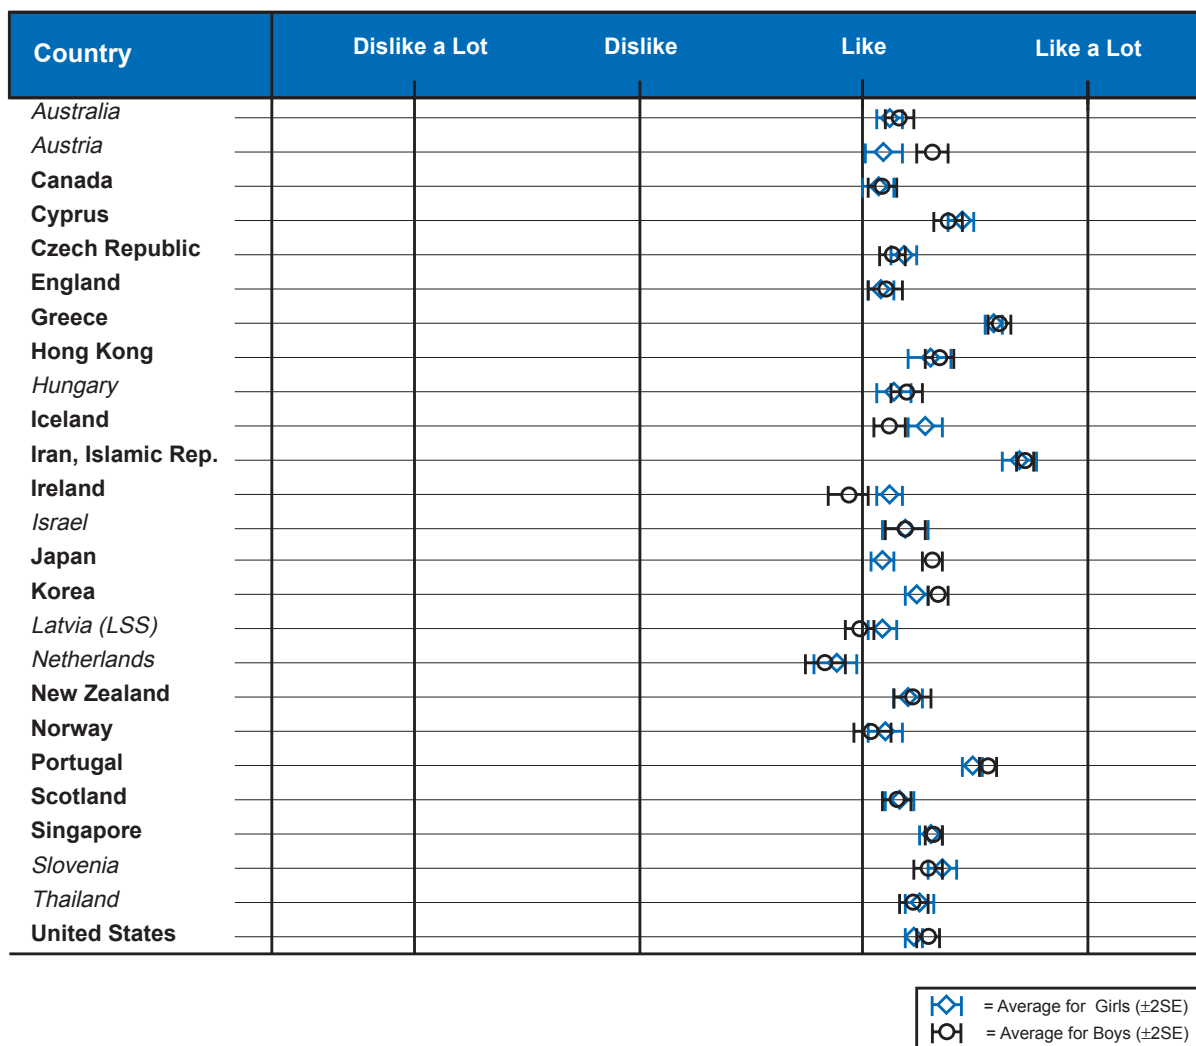 Country Dislike a Lot Dislike Like Like a Lot
Australia
Austria
Canada
Cyprus
Czech Republic
England
Greece
Hong Kong
Hungary
Iceland
Iran, Islamic Rep.
Ireland
Israel
Japan
Korea
Latvia (LSS)
Netherlands
New Zealand
Norway
Portugal
Scotland
Singapore
Slovenia
Thailand
United States
= Average for Girls (±2SE)
= Average for Boys (±2SE)